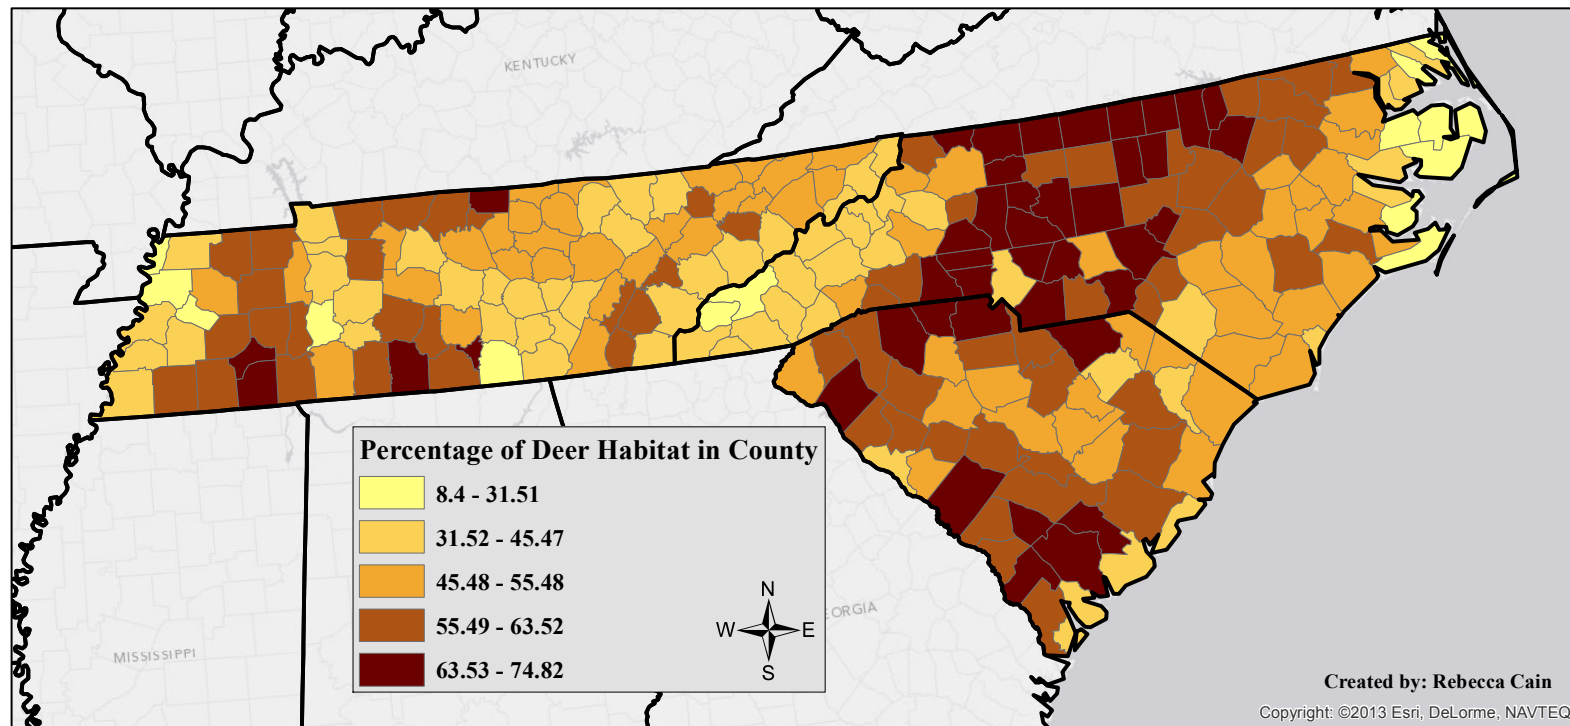 KENTUCKY
Percentage of Deer Habitat in County
8.4 - 31.51
31.52 - 45.47
45.48 - 55.48
55.49 - 63.52
63.53 - 74.82
N
W E
S
EORGIA
MISSISSIPPI
Created by: Rebecca Cain
Copyright: ©2013 Esri, DeLorme, NAVTEQ